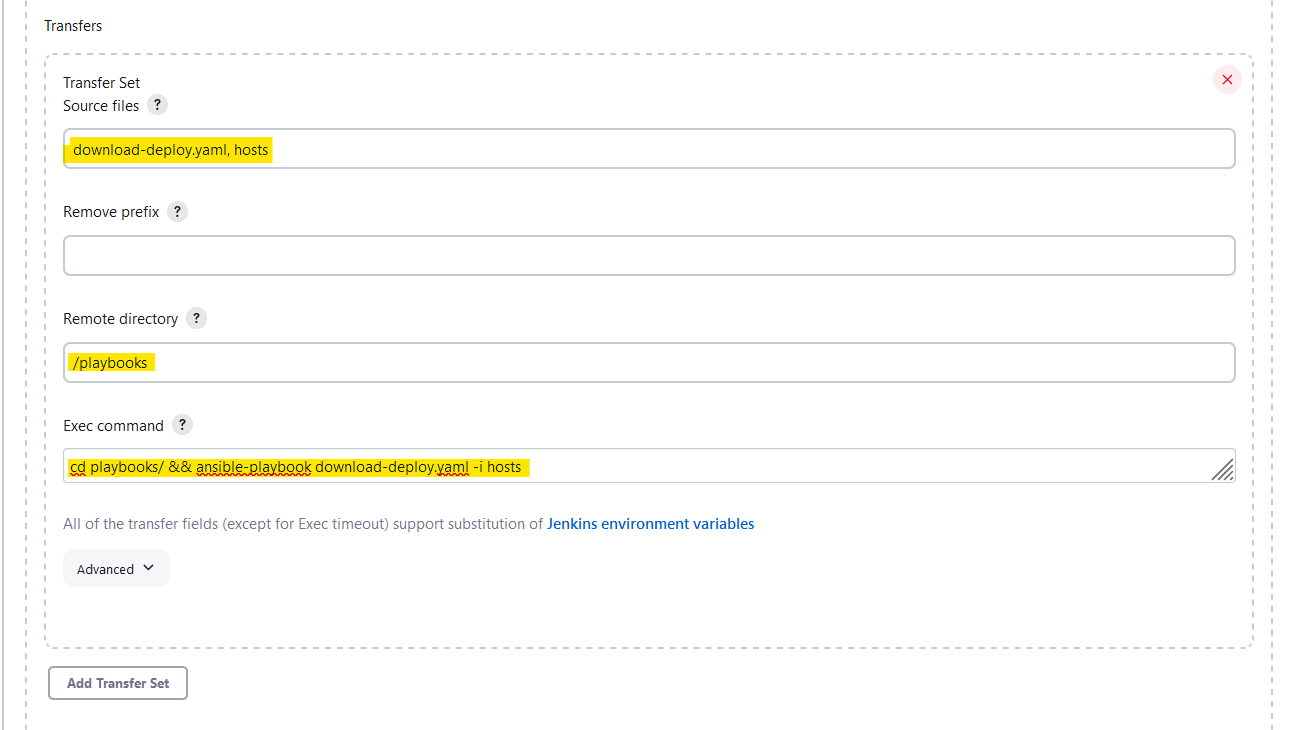 Transfers
Transfer Set
Source files ?
download-deploy.yaml, hosts
Remove prefix ?
Remote directory ?
/playbooks
Exec command ?
cd playbooks/ && ansible-playbook download-deploy.yaml -i hosts
All of the transfer fields (except for Exec timeout) support substitution of Jenkins environment variables
Advanced
Add Transfer Set